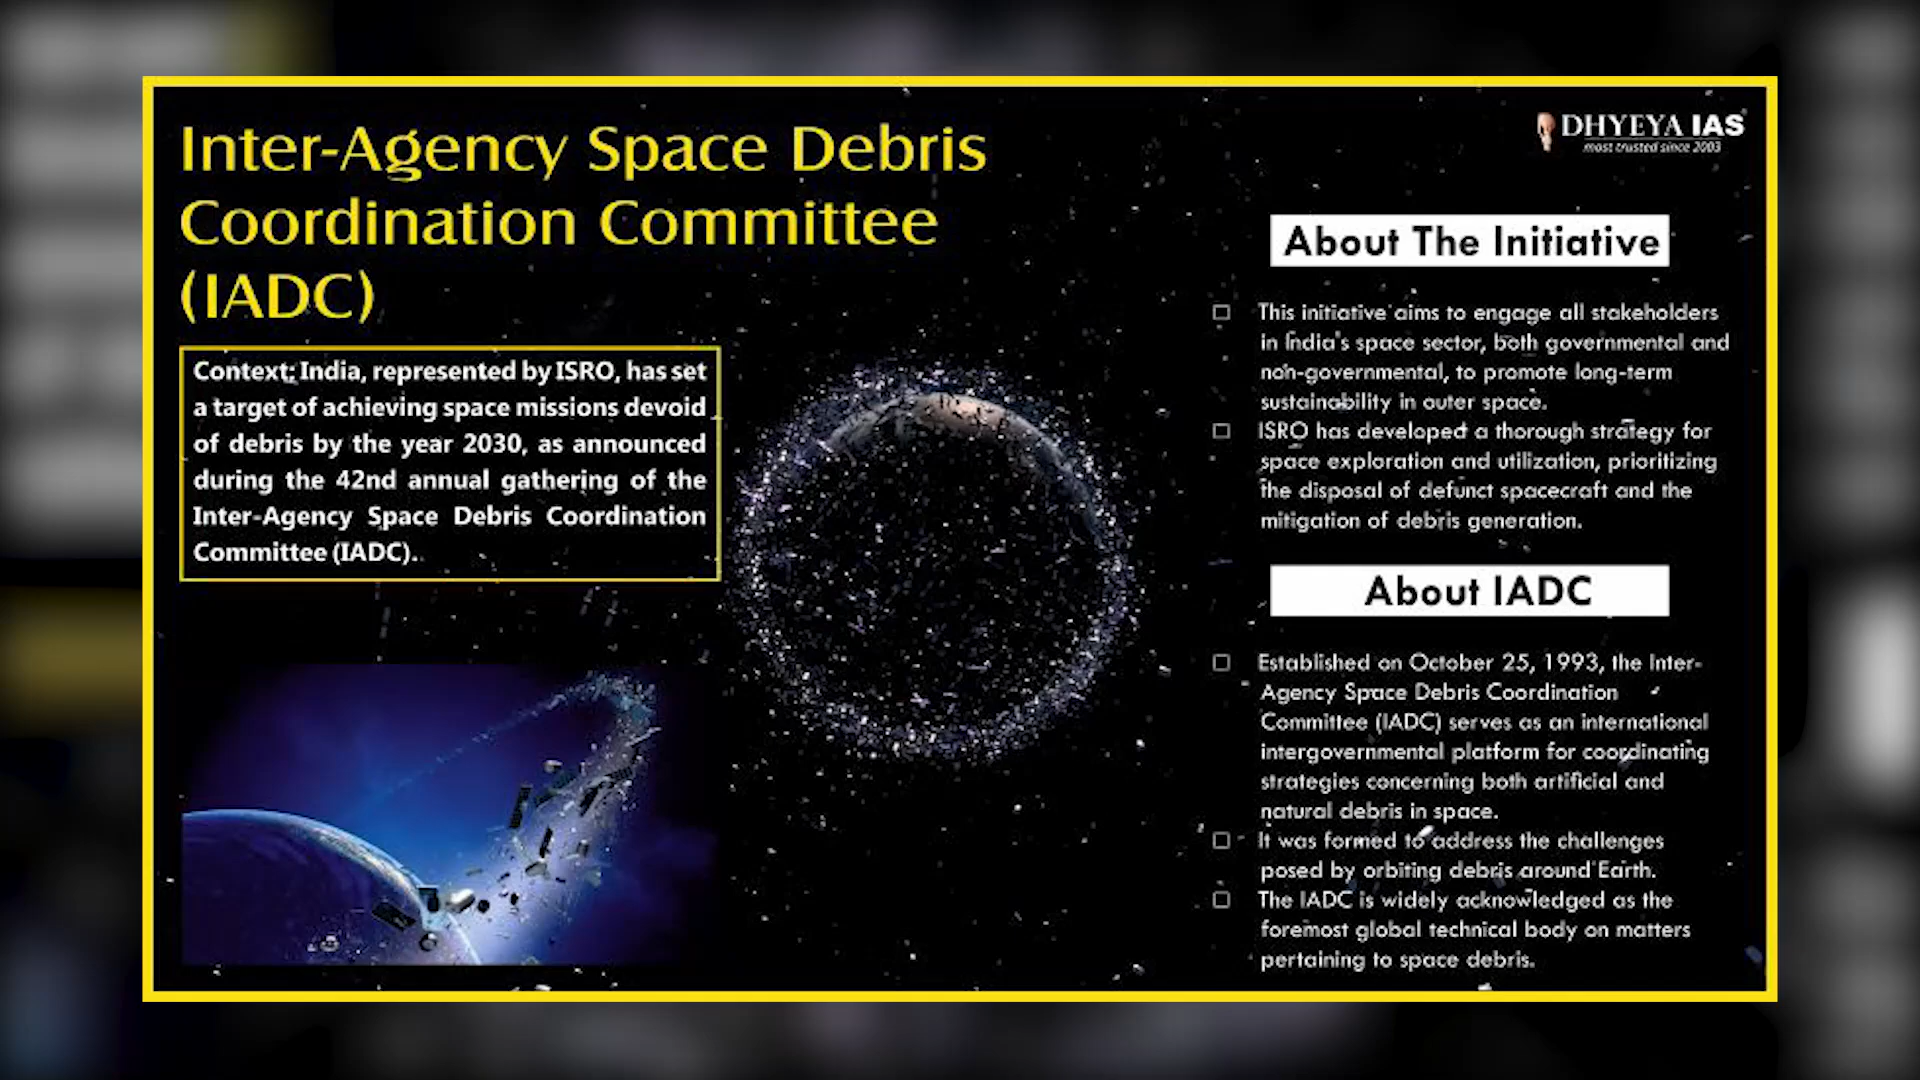 Inter-Agency Space Debris
Coordination Committee
(IADC)
Context: India, represented by ISRO, has set
a target of achieving space missions devoid
of debris by the year 2030, as announced
during the 42nd annual gathering of the
Inter-Agency Space Debris Coordination
Committee (IADC).
DHYEYA IAS
most trusted since 2003
About The Initiative
This initiative aims to engage all stakeholders
in India's space sector, both governmental and
non-governmental, to promote long-term
sustainability in outer space.
ISRO has developed a thorough strategy for
space exploration and utilization, prioritizing
the disposal of defunct spacecraft and the
mitigation of debris generation.
About IADC
Established on October 25, 1993, the Inter-
Agency Space Debris Coordination
Committee (IADC) serves as an international
intergovernmental platform for coordinating
strategies concerning both artificial and
natural debris in space.
It was formed to address the challenges
posed by orbiting debris around Earth.
The IADC is widely acknowledged as the
foremost global technical body on matters
pertaining to space debris.